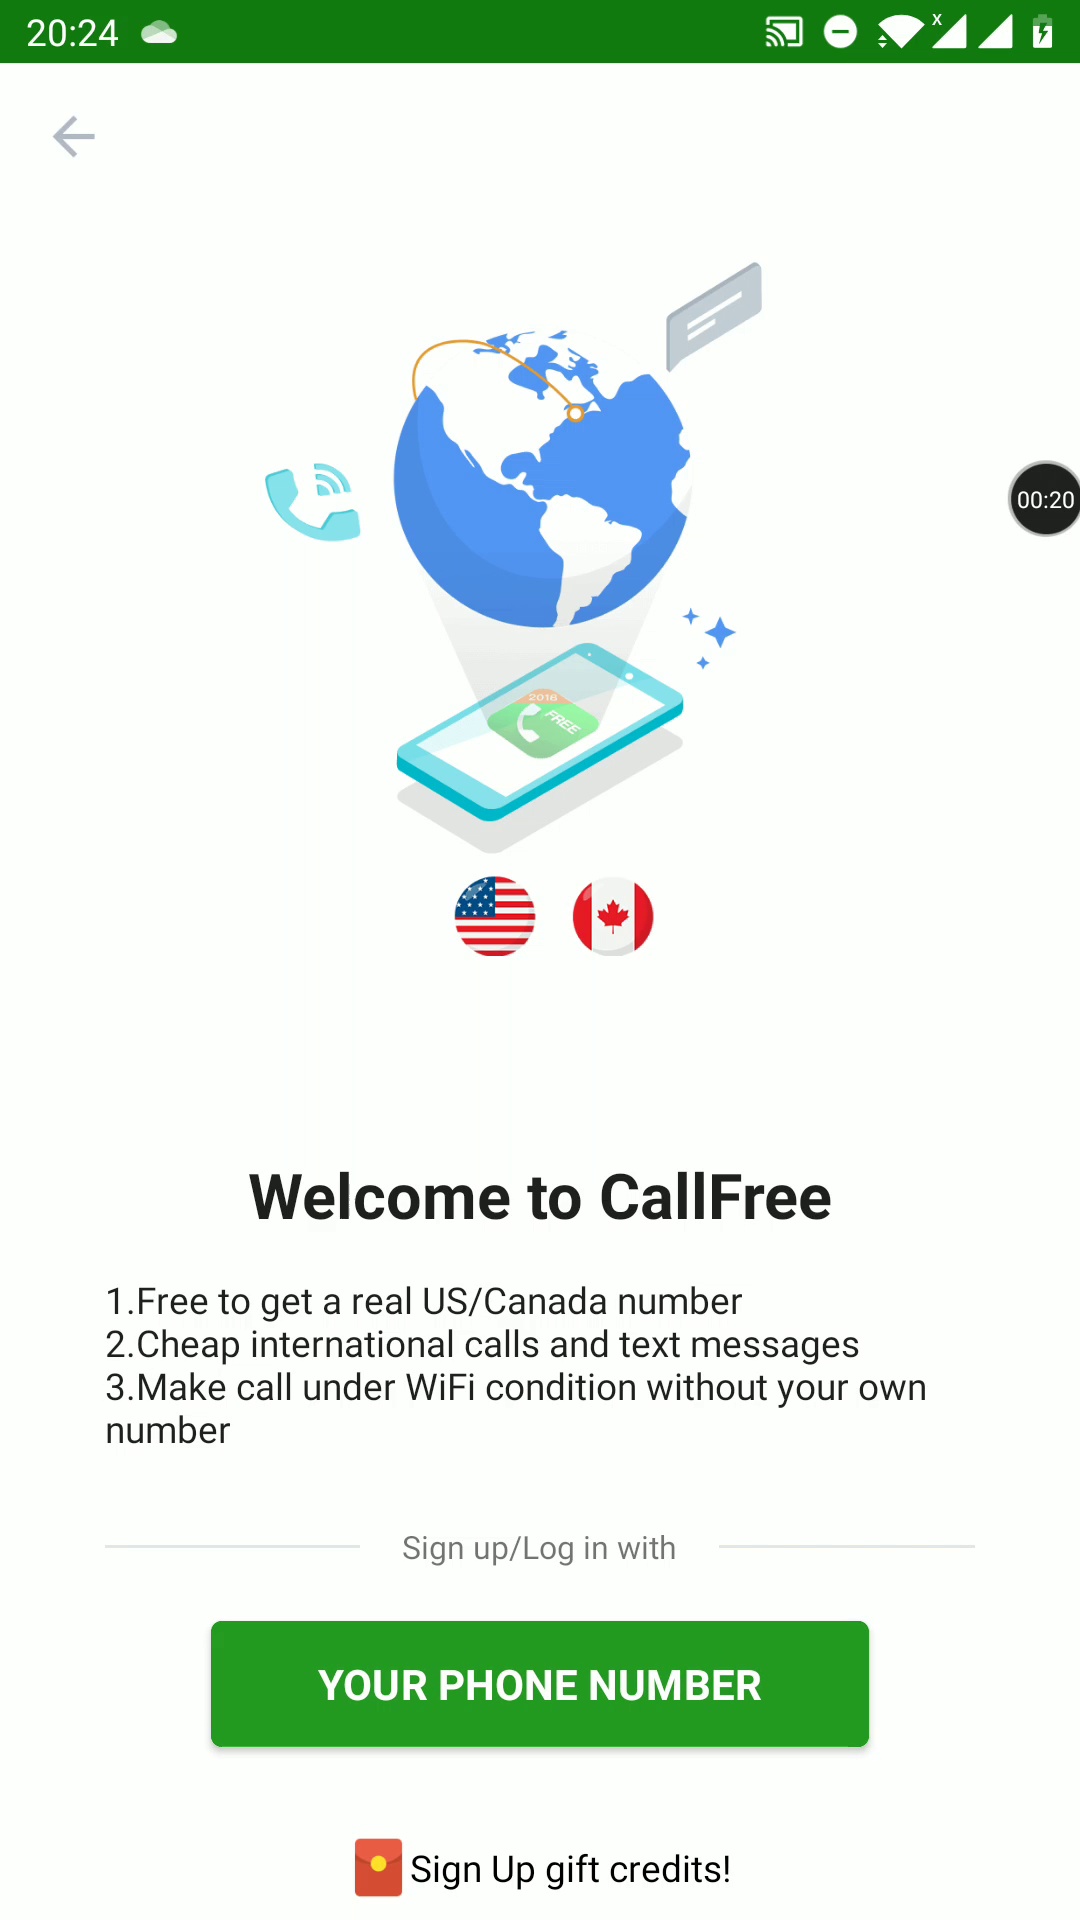 20:24
X
00:20
2018
FREE
Welcome to CallFree
1.Free to get a real US/Canada number
2.Cheap international calls and text messages
3.Make call under WiFi condition without your own
number
Sign up/Log in with
YOUR PHONE NUMBER
Sign Up gift credits!